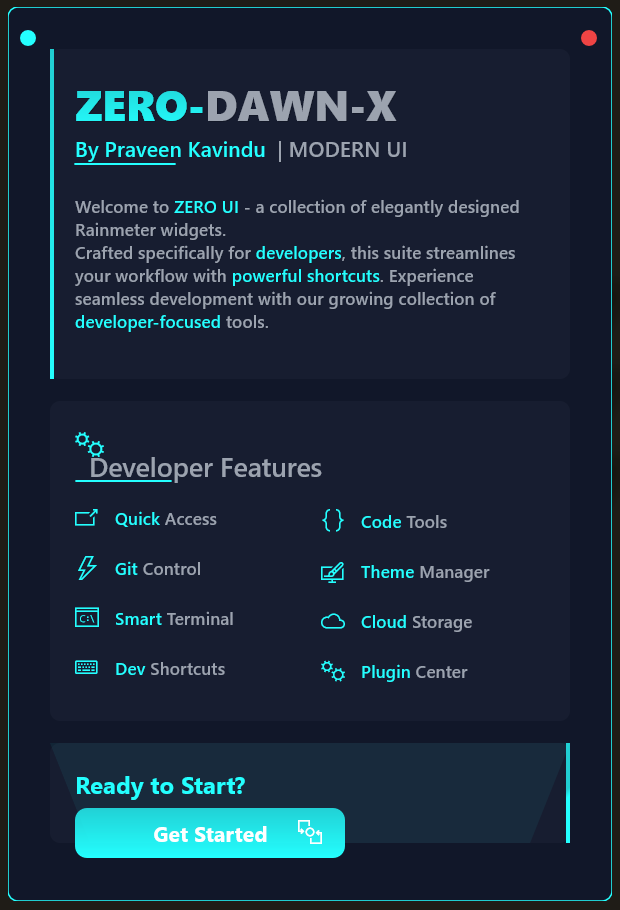 ZERO-DAWN-X
By Praveen Kavindu | MODERN UI
Welcome to ZERO UI - a collection of elegantly designed
Rainmeter widgets.
Crafted specifically for developers, this suite streamlines
your workflow with powerful shortcuts. Experience
seamless development with our growing collection of
developer-focused tools.
Developer Features
Quick Access
Code Tools
Git Control
Theme Manager
C:\
Smart Terminal
Cloud Storage
Dev Shortcuts
Plugin Center
Ready to Start?
Get Started